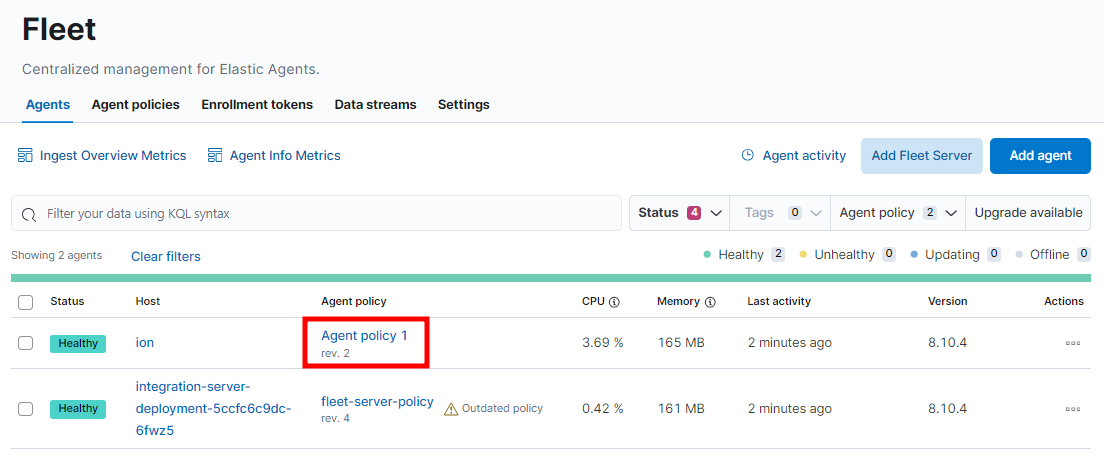 Fleet
Centralized management for Elastic Agents.
Agents Agent policies Enrollment tokens Data streams Settings
Ingest Overview Metrics Agent Info Metrics Agent activity Add Fleet Server Add agent
Filter your data using KQL syntax Status 4 Tags 0 Agent policy 2 Upgrade available
Showing 2 agents Clear filters Healthy 2 Unhealthy 0 Updating 0 Offline 0
Status Host Agent policy CPU Memory Last activity Version Actions
Healthy ion Agent policy 1 3.69 % 165 MB 2 minutes ago 8.10.4
rev. 2
integration-server-
Healthy deployment-5ccfc6c9dc- fleet-server-policy Outdated policy 0.42 % 161 MB 2 minutes ago 8.10.4
6fwz5 rev. 4